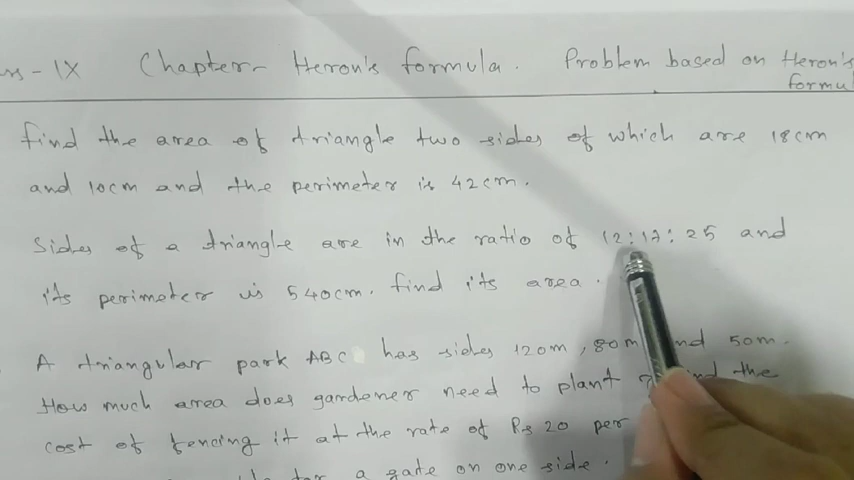 - IX Chapter- Heron's formula. Problem based on Heron's
formul
find the area of triangle two sides of which are 18cm
and 10cm and the perimeter is 42cm.
Sides of a triangle are in the ratio of 12:17:25 and
its perimeter is 540cm. find its area.
A triangular park ABC has sides 120m, 80m and 50m.
How much area does gardener need to plant the
cost of fencing it at the rate of Rs 20 per
for a gate on one side.